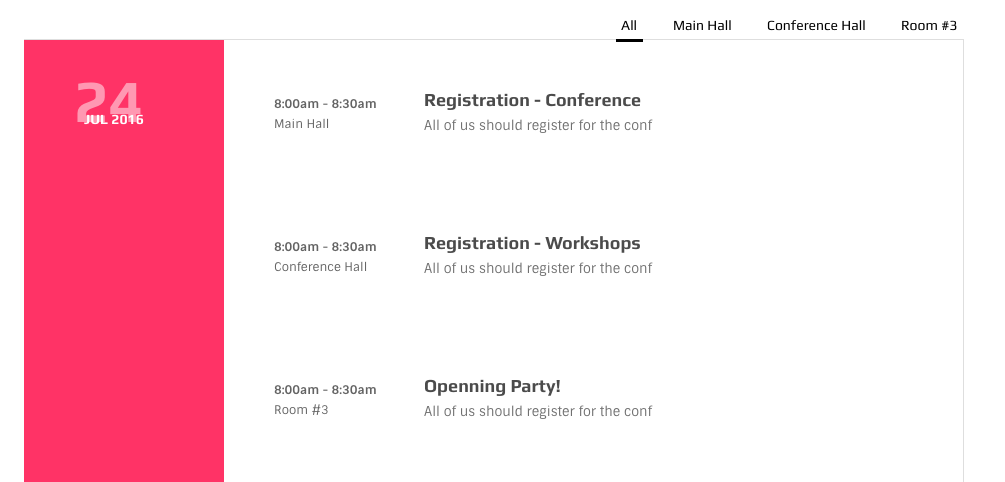 All Main Hall Conference Hall Room #3
24
JUL 2016
8:00am - 8:30am
Main Hall
Registration - Conference
All of us should register for the conf
8:00am - 8:30am
Conference Hall
Registration - Workshops
All of us should register for the conf
8:00am - 8:30am
Room #3
Openning Party!
All of us should register for the conf